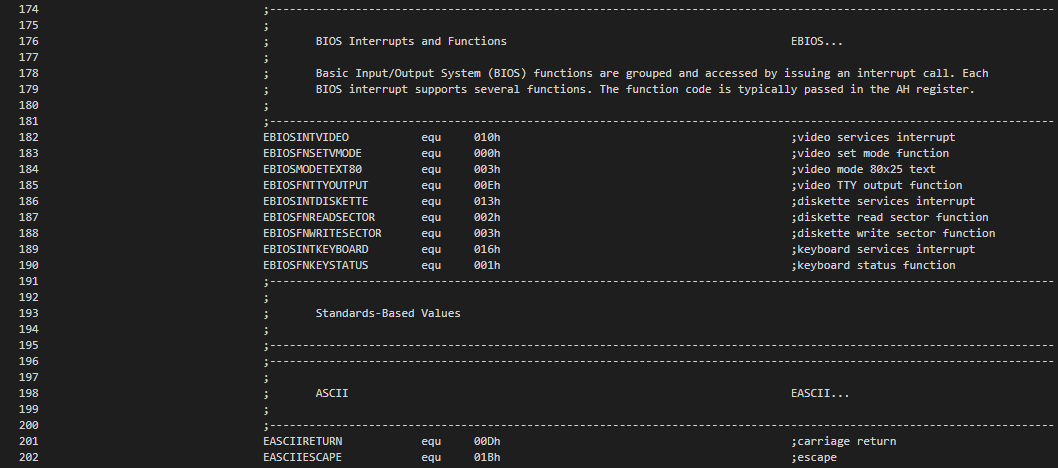 174 ;------------------------------------------------------------------------------------------------------------------------
175 ;
176 ; BIOS Interrupts and Functions EBIOS...
177 ;
178 ; Basic Input/Output System (BIOS) functions are grouped and accessed by issuing an interrupt call. Each
179 ; BIOS interrupt supports several functions. The function code is typically passed in the AH register.
180 ;
181 ;------------------------------------------------------------------------------------------------------------------------
182 EBIOSINTVIDEO equ 010h ;video services interrupt
183 EBIOSFNSETVMODE equ 000h ;video set mode function
184 EBIOSMODETEXT80 equ 003h ;video mode 80x25 text
185 EBIOSFNTTYOUTPUT equ 00Eh ;video TTY output function
186 EBIOSINTDISKETTE equ 013h ;diskette services interrupt
187 EBIOSFNREADSECTOR equ 002h ;diskette read sector function
188 EBIOSFNWRITESECTOR equ 003h ;diskette write sector function
189 EBIOSINTKEYBOARD equ 016h ;keyboard services interrupt
190 EBIOSFNKEYSTATUS equ 001h ;keyboard status function
191 ;------------------------------------------------------------------------------------------------------------------------
192 ;
193 ; Standards-Based Values
194 ;
195 ;------------------------------------------------------------------------------------------------------------------------
196 ;------------------------------------------------------------------------------------------------------------------------
197 ;
198 ; ASCII EASCII...
199 ;
200 ;------------------------------------------------------------------------------------------------------------------------
201 EASCIIRETURN equ 00Dh ;carriage return
202 EASCIIESCAPE equ 01Bh ;escape